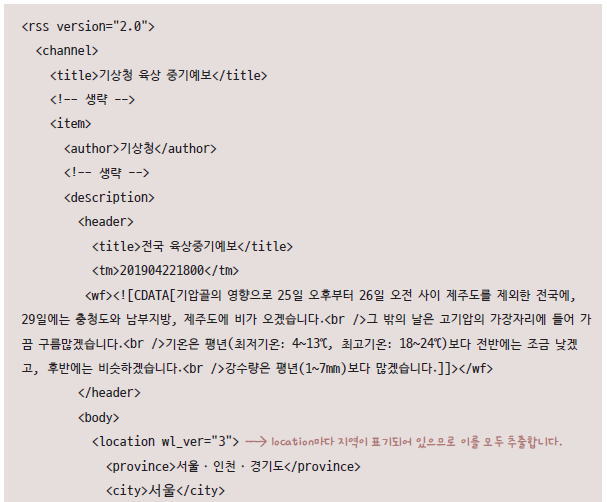 <rss version="2.0">
<channel>
<title>기상청 육상 중기예보</title>
<!-- 생략 -->
<item>
<author>기상청</author>
<!-- 생략 -->
<description>
<header>
<title>전국 육상중기예보</title>
<tm>201904221800</tm>
<wf><![CDATA[기압골의 영향으로 25일 오후부터 26일 오전 사이 제주도를 제외한 전국에,
29일에는 충청도와 남부지방, 제주도에 비가 오겠습니다.<br />그 밖의 날은 고기압의 가장자리에 들어 가
끔 구름많겠습니다.<br />기온은 평년(최저기온: 4~13℃, 최고기온: 18~24℃)보다 전반에는 조금 낮겠
고, 후반에는 비슷하겠습니다.<br />강수량은 평년(1~7mm)보다 많겠습니다.]]></wf>
</header>
<body>
<location wl_ver="3"> → location마다 지역이 표기되어 있으므로 이를 모두 추출합니다.
<province>서울·인천·경기도</province>
<city>서울</city>